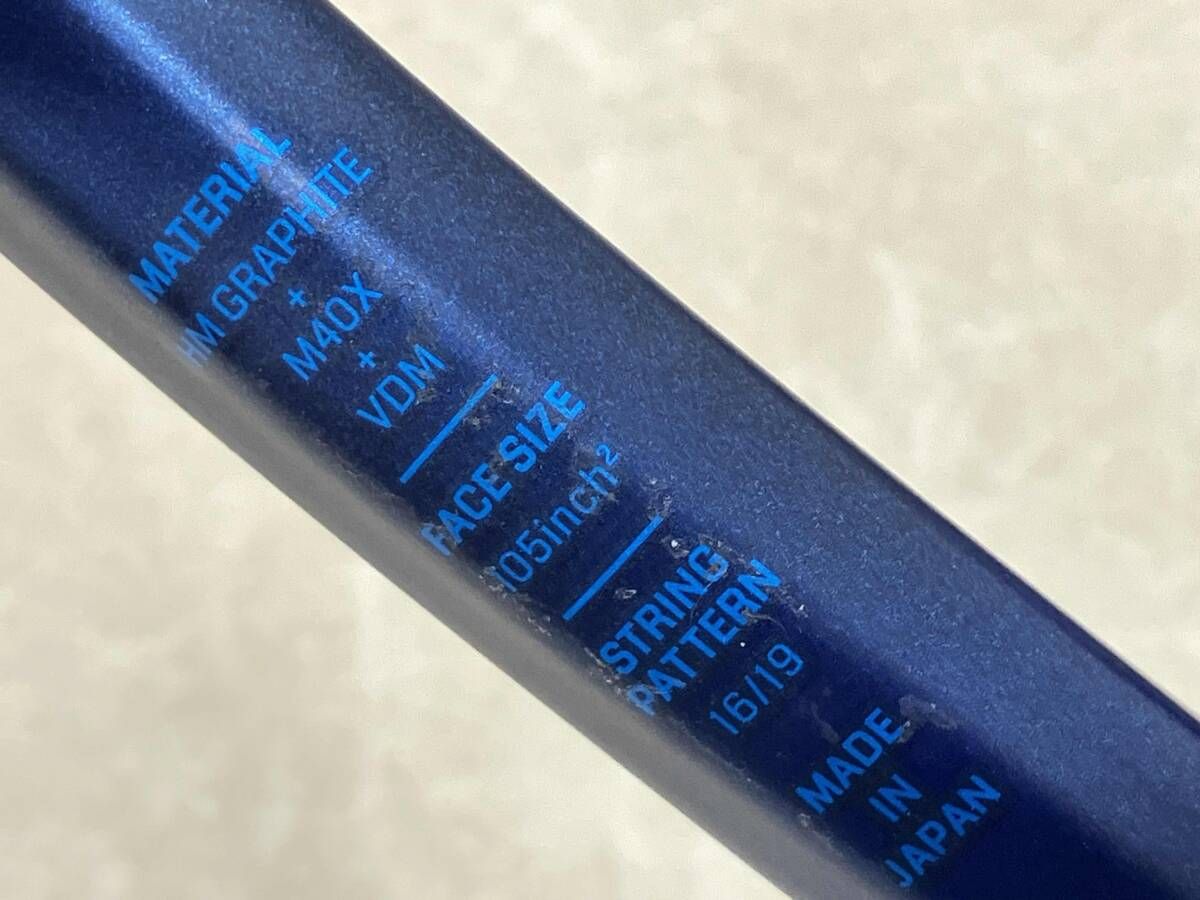 MATERIAL
HM GRAPHITE
+
M40X
+
VDM
FACE SIZE
105inch²
STRING
PATTERN
16/19
MADE
IN
JAPAN